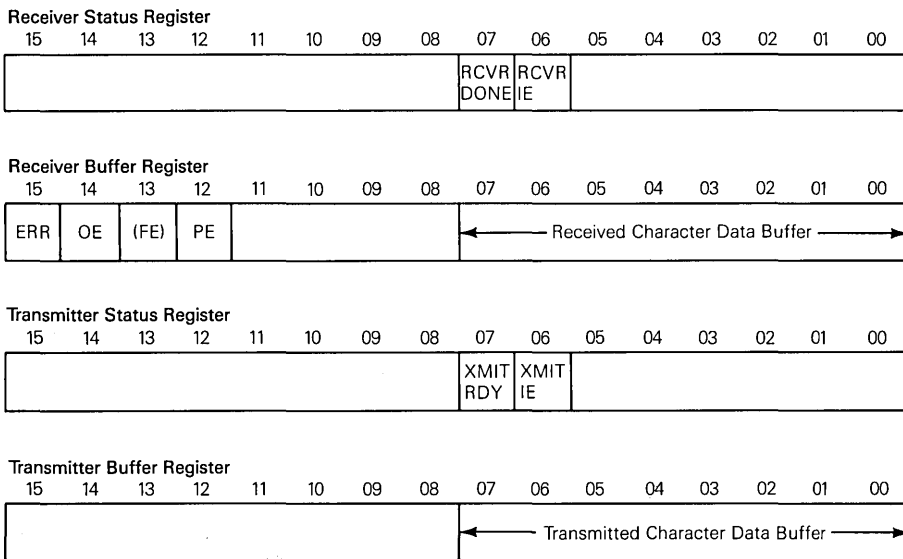 Receiver Status Register
15 14 13 12 11 10 09 08 07 06 05 04 03 02 01 00
RCVR RCVR
DONE IE
Receiver Buffer Register
15 14 13 12 11 10 09 08 07 06 05 04 03 02 01 00
ERR OE (FE) PE Received Character Data Buffer
Transmitter Status Register
15 14 13 12 11 10 09 08 07 06 05 04 03 02 01 00
XMIT XMIT
RDY IE
Transmitter Buffer Register
15 14 13 12 11 10 09 08 07 06 05 04 03 02 01 00
Transmitted Character Data Buffer